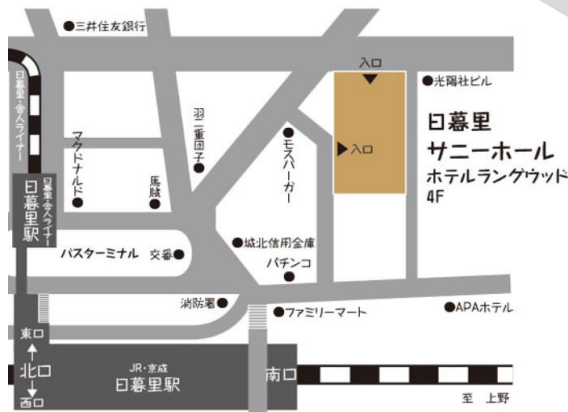 三井住友銀行
入口
光陽社ビル
日暮里・舎人ライナー
マクドナルド
馬賊
羽二重団子
モスバーガー
入口
日暮里
サニーホール
ホテルラングウッド
4F
日暮里・舎人ライナー
日暮里駅
バスターミナル
交番
城北信用金庫
パチンコ
消防署
ファミリーマート
APAホテル
東口
北口
西口
JR・京成
日暮里駅
南口
至 上野